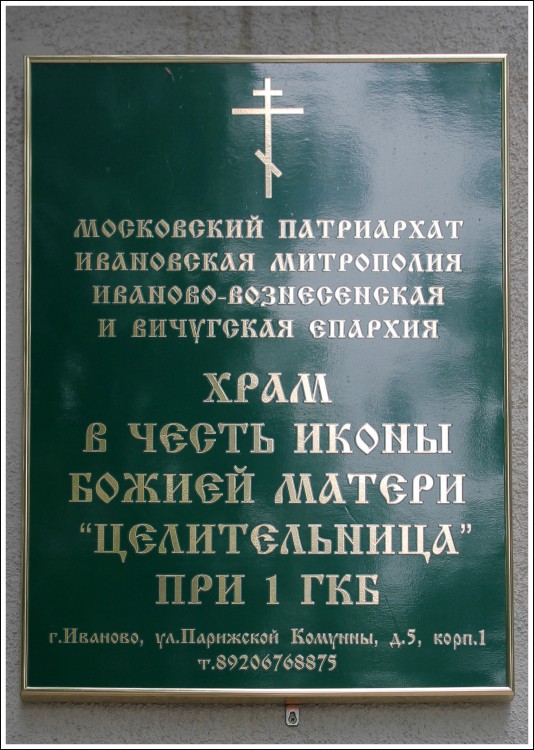 МОСКОВСКИЙ ПАТРИАРХАТ
ИВАНОВСКАЯ МИТРОПОЛИЯ
ИВАНОВО-ВОЗНЕСЕНСКАЯ
И ВИЧУГСКАЯ ЕПАРХИЯ
ХРАМ
В ЧЕСТЬ ИКОНЫ
БОЖИЕЙ МАТЕРИ
“ЦЕЛИТЕЛЬНИЦА”
ПРИ 1 ГКБ
г.Иваново, ул.Парижской Комунны, д.5, корп.1
т.89206768875